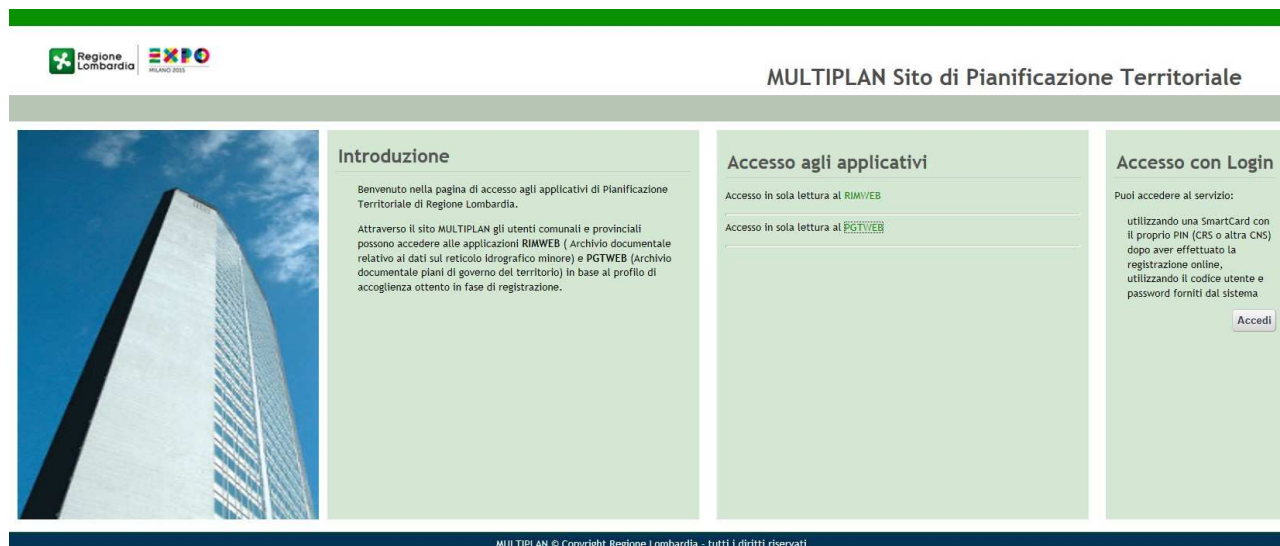 Regione
Lombardia
EXPO
MILANO 2015
MULTIPLAN Sito di Pianificazione Territoriale
Introduzione
Benvenuto nella pagina di accesso agli applicativi di Pianificazione
Territoriale di Regione Lombardia.
Attraverso il sito MULTIPLAN gli utenti comunali e provinciali
possono accedere alle applicazioni RIMWEB ( Archivio documentale
relativo ai dati sul reticolo idrografico minore) e PGTWEB (Archivio
documentale piani di governo del territorio) in base al profilo di
accoglienza ottento in fase di registrazione.
Accesso agli applicativi
Accesso in sola lettura al RIMWEB
Accesso in sola lettura al PGTWEB
Accesso con Login
Puoi accedere al servizio:
utilizzando una SmartCard con
il proprio PIN (CRS o altra CNS)
dopo aver effettuato la
registrazione online,
utilizzando il codice utente e
password forniti dal sistema
Accedi
MULTIPLAN © Copyright Regione Lombardia - tutti i diritti riservati